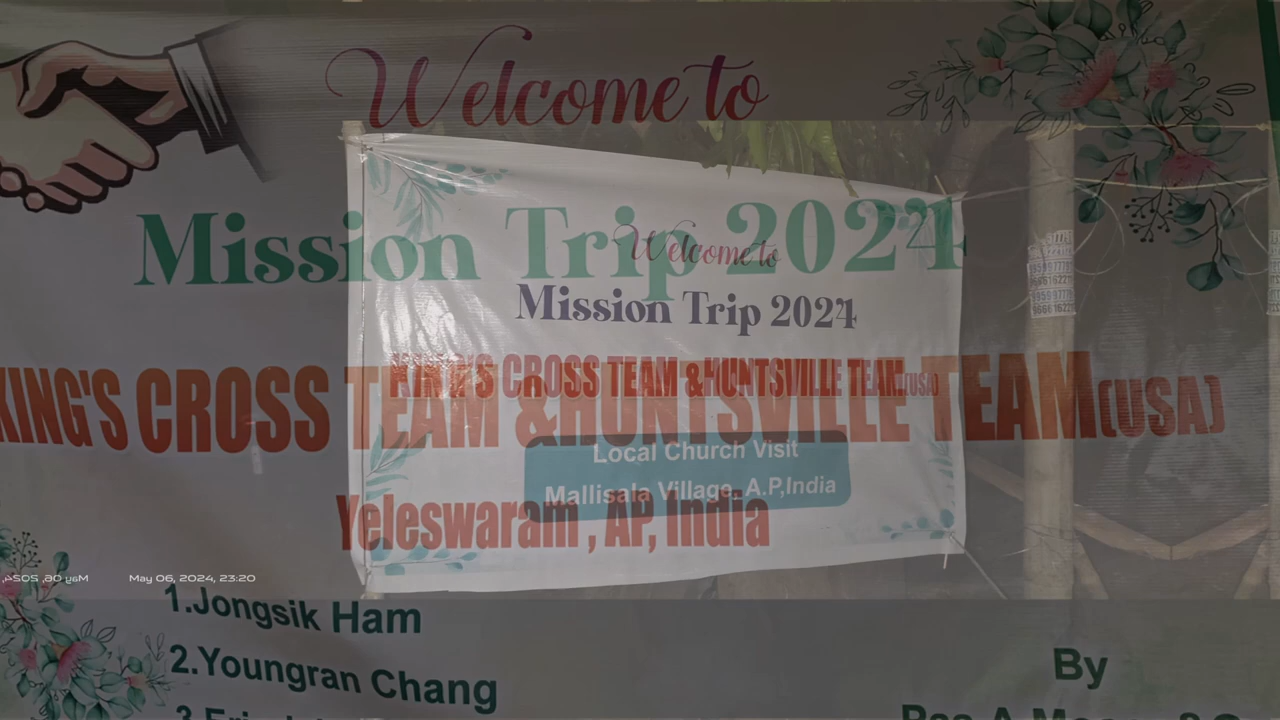 Welcome to
Mission Trip 2024
KING'S CROSS TEAM &HUNTSVILLE TEAM(USA)
Yeleswaram , AP, India
1.Jongsik Ham
2.Youngran Chang
By
Welcome to
Mission Trip 2024
KING'S CROSS TEAM &HUNTSVILLE TEAM(USA)
Local Church Visit
Mallisala Village, A.P,India
May 06, 2024, 23:20